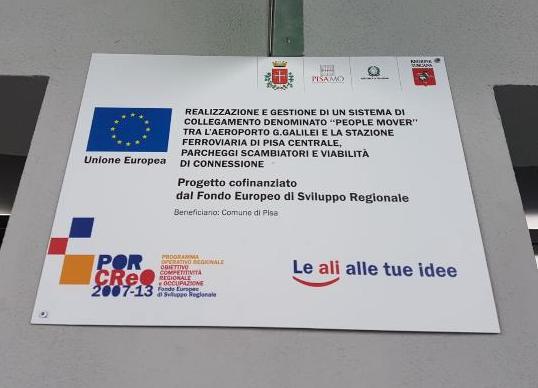 PISAMO
REGIONE
TOSCANA
REALIZZAZIONE E GESTIONE DI UN SISTEMA DI
COLLEGAMENTO DENOMINATO “PEOPLE MOVER”
TRA L'AEROPORTO G.GALILEI E LA STAZIONE
FERROVIARIA DI PISA CENTRALE,
PARCHEGGI SCAMBIATORI E VIABILITÀ
DI CONNESSIONE
Unione Europea
Progetto cofinanziato
dal Fondo Europeo di Sviluppo Regionale
Beneficiario: Comune di Pisa
POR
CReO
2007-13
PROGRAMMA
OPERATIVO REGIONALE
OBIETTIVO
COMPETITIVITÀ
REGIONALE
e OCCUPAZIONE
Fondo Europeo
di Sviluppo Regionale
Le ali alle tue idee